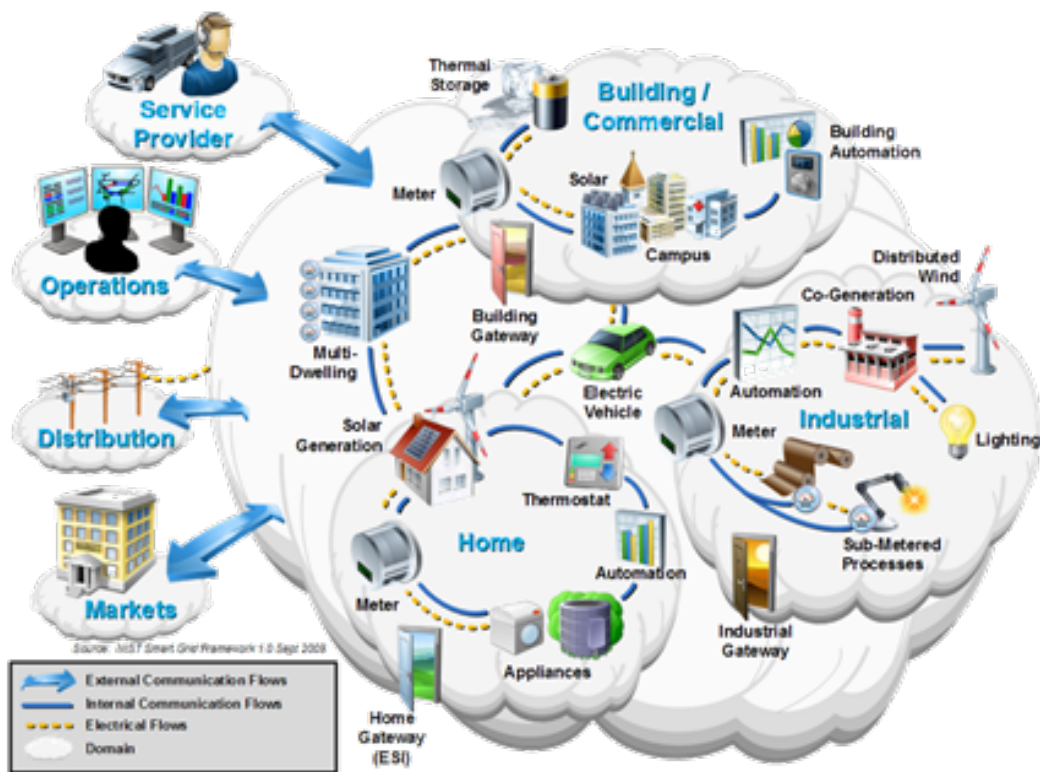 Service
Provider
Operations
Distribution
Markets
Thermal
Storage
Building /
Commercial
Building
Automation
Meter
Solar
Campus
Building
Gateway
Multi-
Dwelling
Electric
Vehicle
Distributed
Wind
Co-Generation
Automation
Industrial
Meter
Lighting
Sub-Metered
Processes
Industrial
Gateway
Solar
Generation
Thermostat
Home
Automation
Meter
Appliances
Home
Gateway
(ESI)
Source: NIST Smart Grid Framework 1.0 Sept 2009
External Communication Flows
Internal Communication Flows
Electrical Flows
Domain